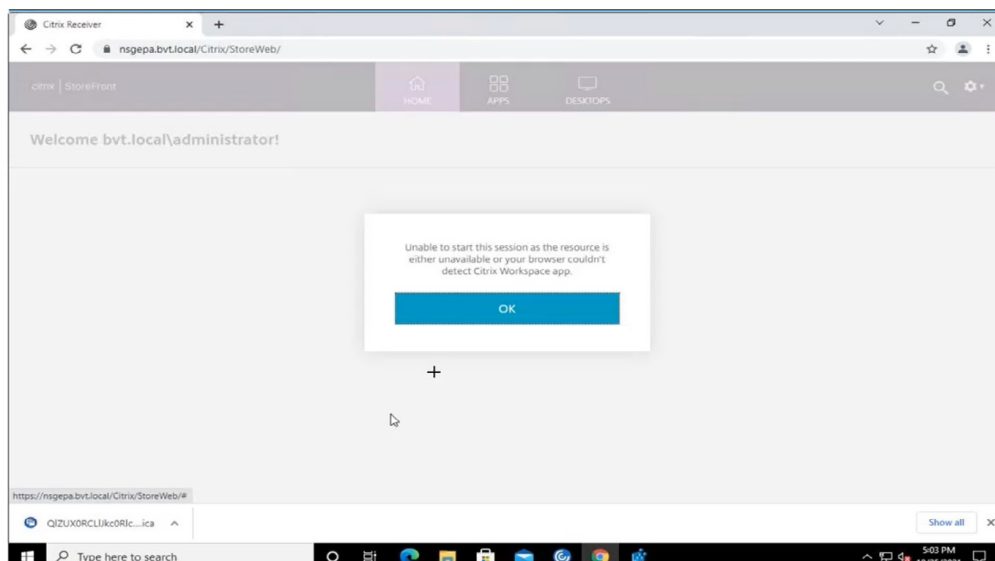 Citrix Receiver
nsgepa.bvt.local/Citrix/StoreWeb/
citrix | StoreFront
HOME
APPS
DESKTOPS
Welcome bvt.local\administrator!
Unable to start this session as the resource is
either unavailable or your browser couldn't
detect Citrix Workspace app.
OK
https://nsgepa.bvt.local/Citrix/StoreWeb/#
Show all
Type here to search
5:03 PM